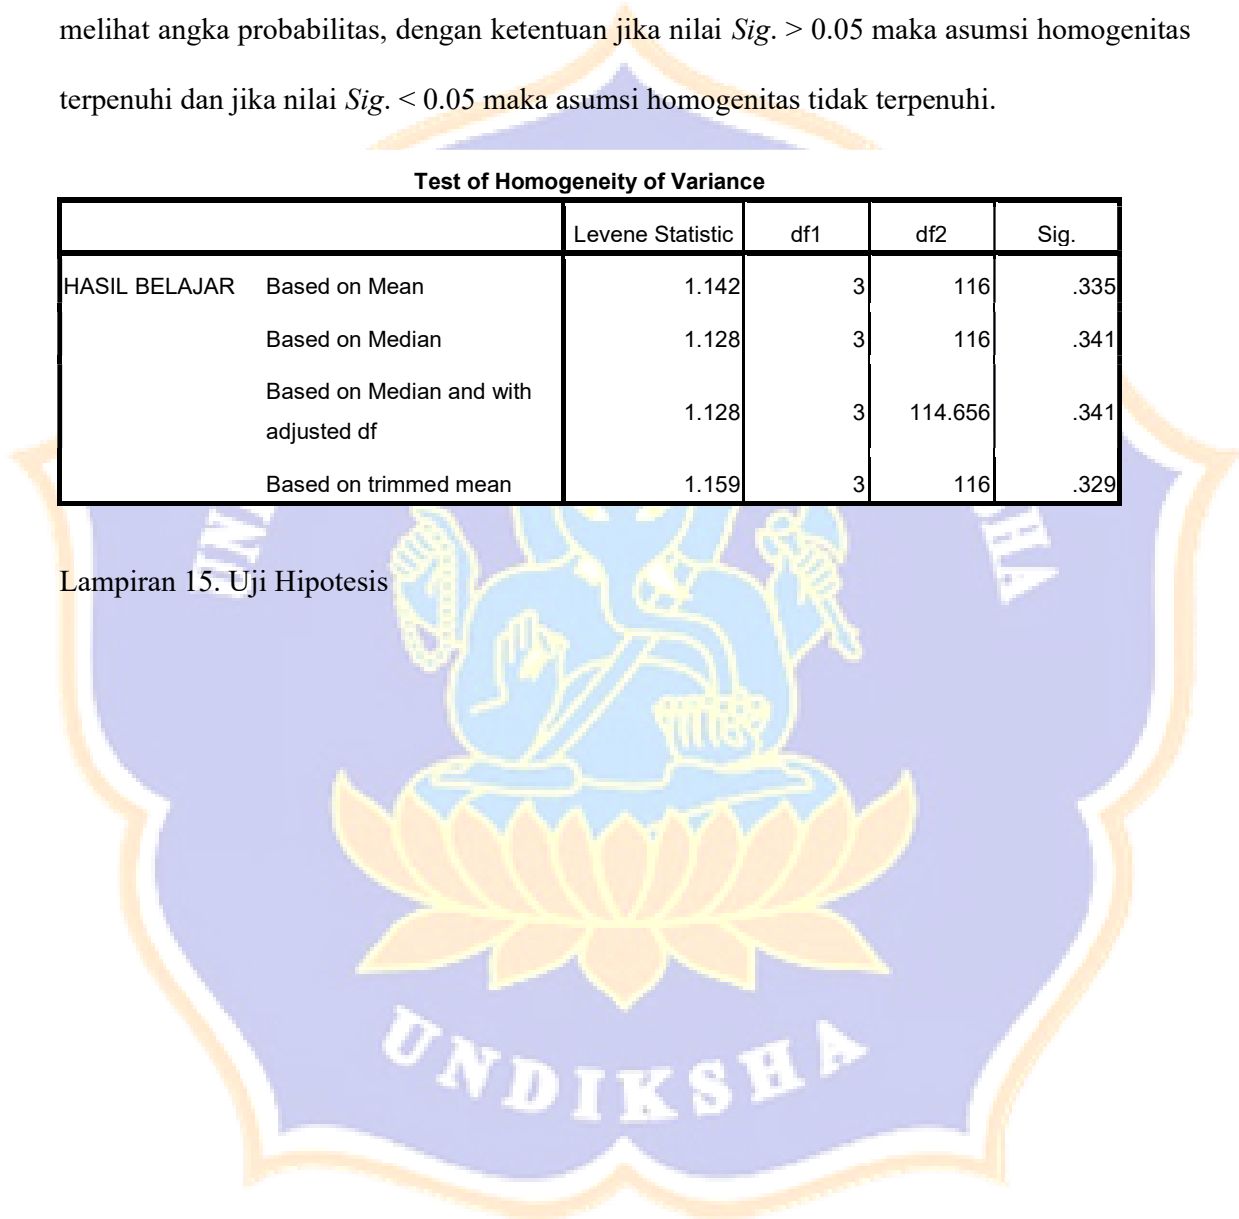 melihat angka probabilitas, dengan ketentuan jika nilai Sig. > 0.05 maka asumsi homogenitas
terpenuhi dan jika nilai Sig. < 0.05 maka asumsi homogenitas tidak terpenuhi.
Test of Homogeneity of Variance
Levene Statistic df1 df2 Sig.
HASIL BELAJAR Based on Mean 1.142 3 116 .335
Based on Median 1.128 3 116 .341
Based on Median and with
adjusted df 1.128 3 114.656 .341
Based on trimmed mean 1.159 3 116 .329
Lampiran 15. Uji Hipotesis
UNDIKSHA